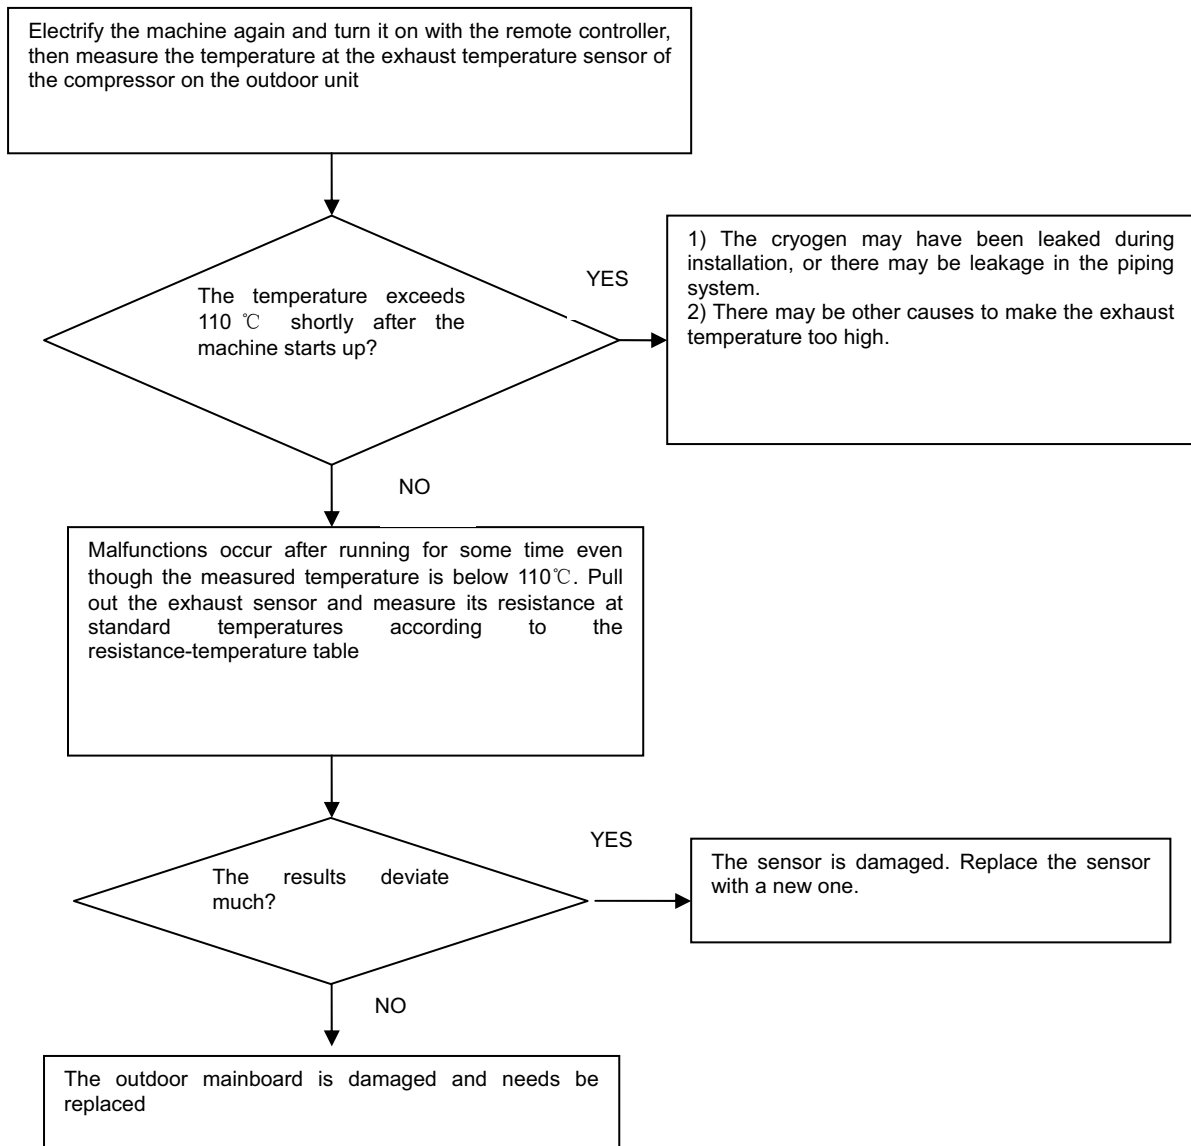 Electrify the machine again and turn it on with the remote controller,
then measure the temperature at the exhaust temperature sensor of
the compressor on the outdoor unit
The temperature exceeds
110 ℃ shortly after the
machine starts up?
YES
1) The cryogen may have been leaked during
installation, or there may be leakage in the piping
system.
2) There may be other causes to make the exhaust
temperature too high.
NO
Malfunctions occur after running for some time even
though the measured temperature is below 110℃. Pull
out the exhaust sensor and measure its resistance at
standard temperatures according to the
resistance-temperature table
The results deviate
much?
YES
The sensor is damaged. Replace the sensor
with a new one.
NO
The outdoor mainboard is damaged and needs be
replaced